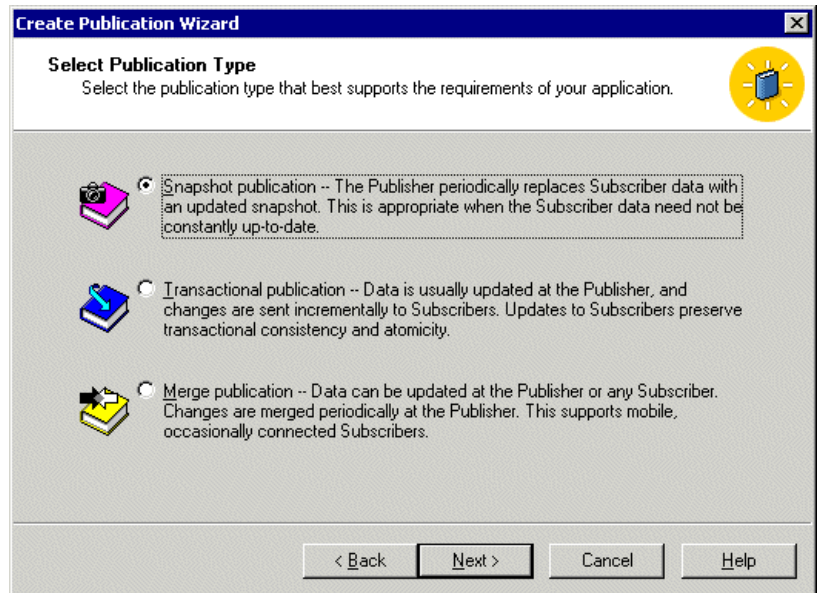 Create Publication Wizard
Select Publication Type
Select the publication type that best supports the requirements of your application.
Snapshot publication -- The Publisher periodically replaces Subscriber data with
an updated snapshot. This is appropriate when the Subscriber data need not be
constantly up-to-date.
Transactional publication -- Data is usually updated at the Publisher, and
changes are sent incrementally to Subscribers. Updates to Subscribers preserve
transactional consistency and atomicity.
Merge publication -- Data can be updated at the Publisher or any Subscriber.
Changes are merged periodically at the Publisher. This supports mobile,
occasionally connected Subscribers.
< Back Next > Cancel Help